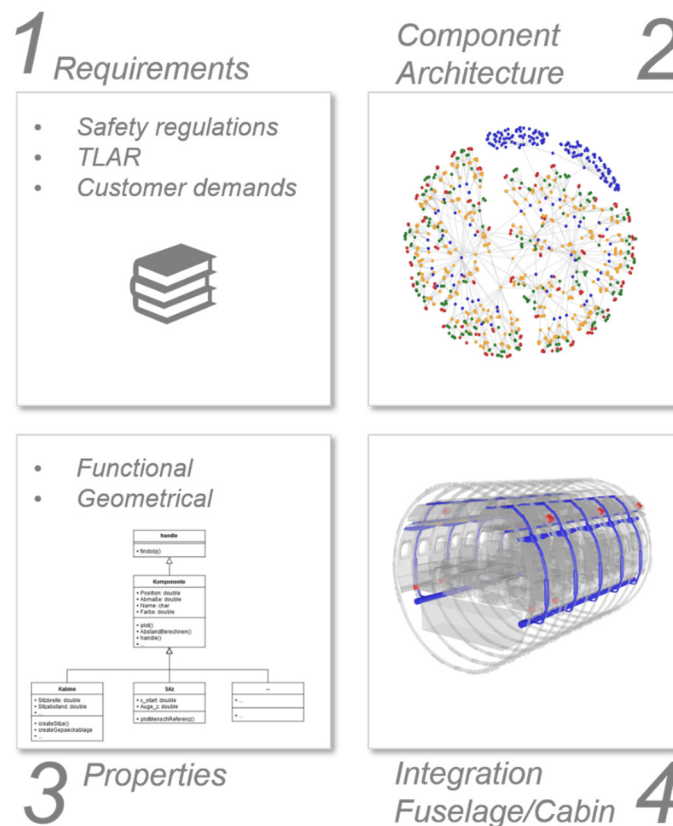 1 Requirements
Component
Architecture 2
• Safety regulations
• TLAR
• Customer demands
• Functional
• Geometrical
handle
+ findobj()
Komponente
+ Position: double
+ Abmaße: double
+ Name: char
+ Farbe: double
+ plot()
+ AbstandBerechnen()
+ handle()
+ ...
Kabine
+ Sitzbreite: double
+ Sitzabstand: double
+ ...
+ createSitze()
+ createGepaeckablage
+ ...
Sitz
+ x_start: double
+ Auge_z: double
+ plotMenschReferenz()
...
+ ...
+ ...
3 Properties
Integration
Fuselage/Cabin 4